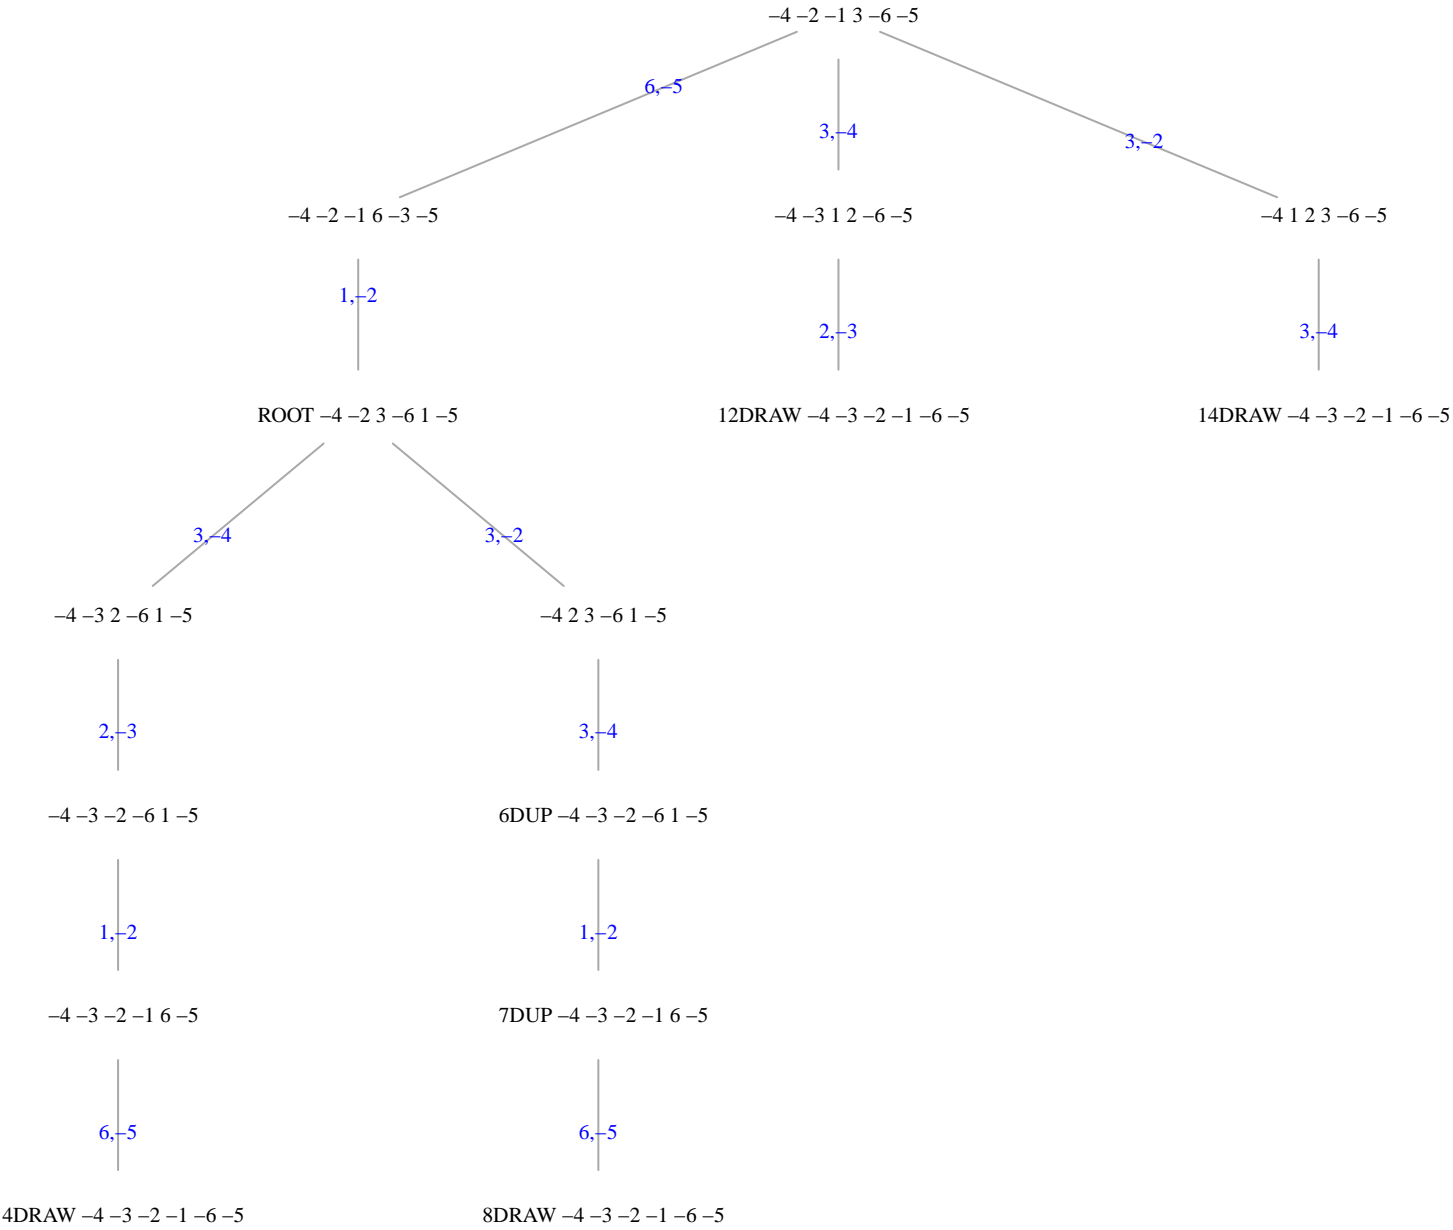 –4 –2 –1 3 –6 –5
6,–5
3,–4
3,–2
–4 –2 –1 6 –3 –5
–4 –3 1 2 –6 –5
–4 1 2 3 –6 –5
1,–2
2,–3
3,–4
ROOT –4 –2 3 –6 1 –5
12DRAW –4 –3 –2 –1 –6 –5
14DRAW –4 –3 –2 –1 –6 –5
3,–4
3,–2
–4 –3 2 –6 1 –5
–4 2 3 –6 1 –5
2,–3
3,–4
–4 –3 –2 –6 1 –5
6DUP –4 –3 –2 –6 1 –5
1,–2
1,–2
–4 –3 –2 –1 6 –5
7DUP –4 –3 –2 –1 6 –5
6,–5
6,–5
4DRAW –4 –3 –2 –1 –6 –5
8DRAW –4 –3 –2 –1 –6 –5